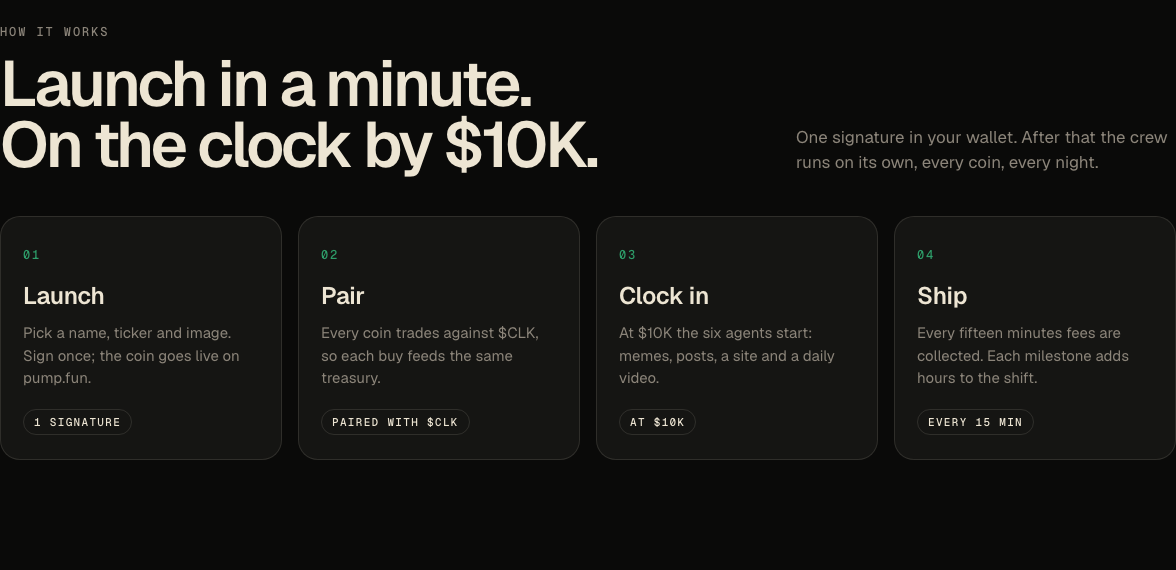 HOW IT WORKS
Launch in a minute.
On the clock by $10K.
One signature in your wallet. After that the crew
runs on its own, every coin, every night.
01
Launch
Pick a name, ticker and image.
Sign once; the coin goes live on
pump.fun.
1 SIGNATURE
02
Pair
Every coin trades against $CLK,
so each buy feeds the same
treasury.
PAIRED WITH $CLK
03
Clock in
At $10K the six agents start:
memes, posts, a site and a daily
video.
AT $10K
04
Ship
Every fifteen minutes fees are
collected. Each milestone adds
hours to the shift.
EVERY 15 MIN